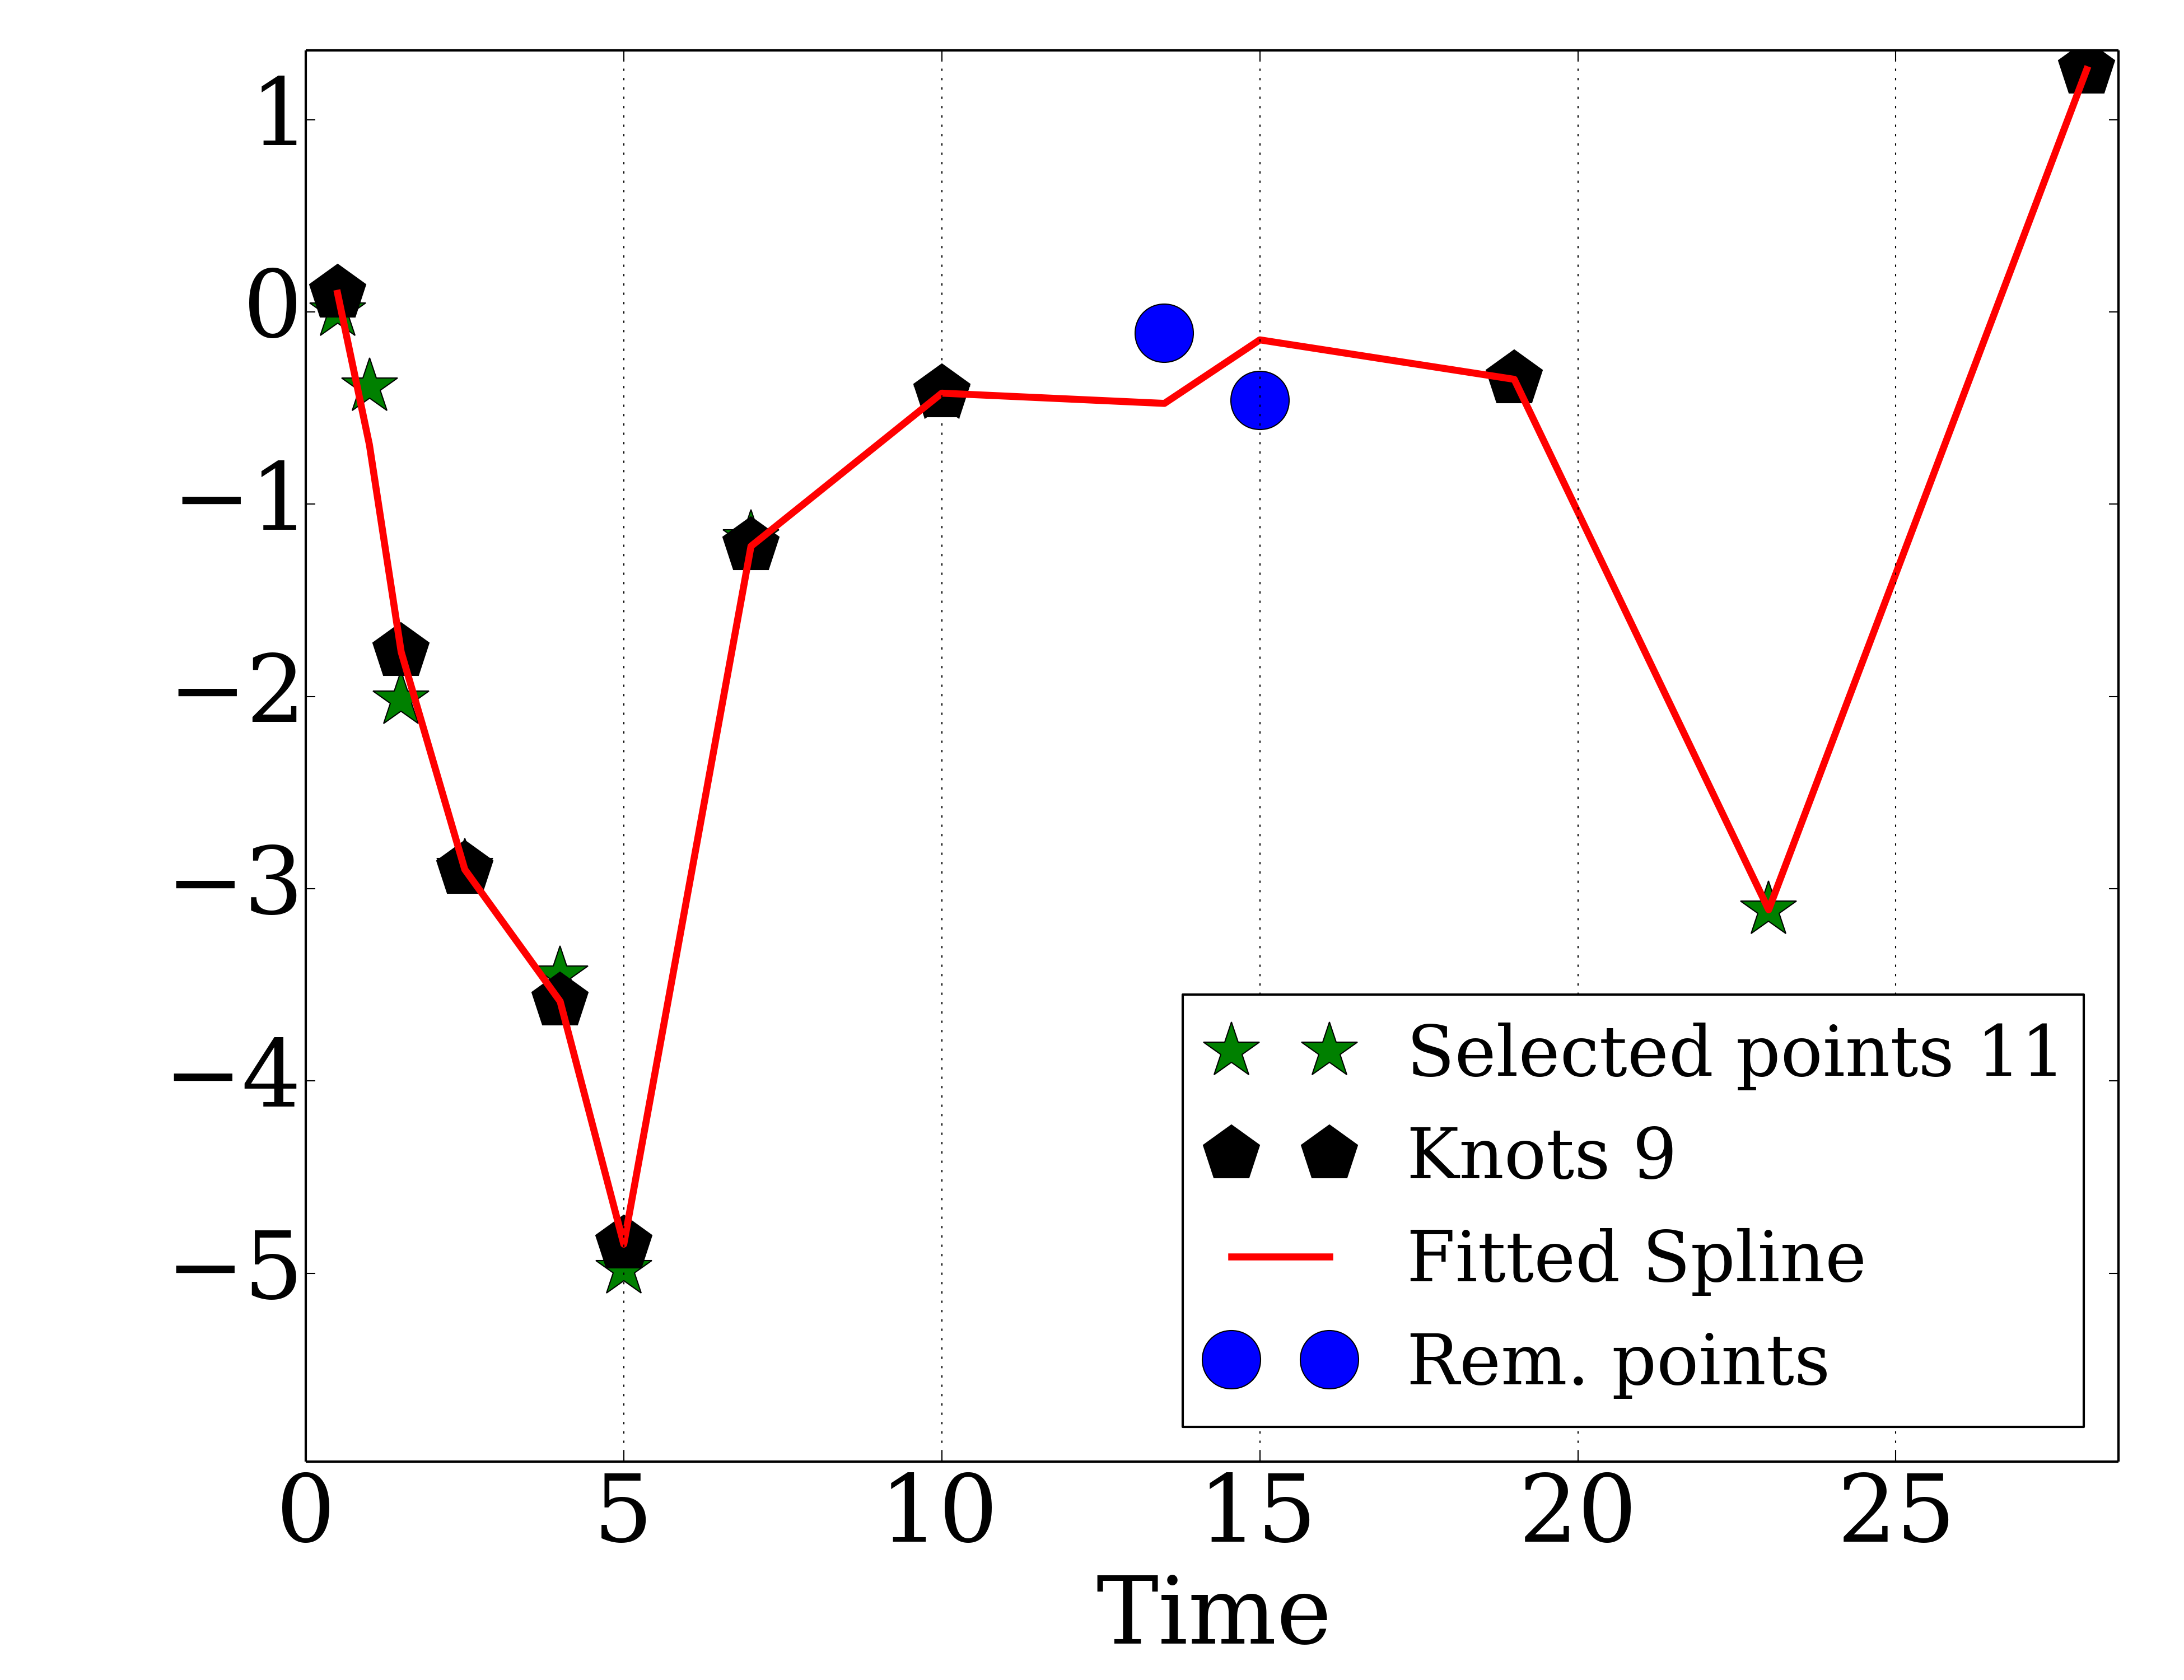 1
0
−1
−2
−3
−4
−5
0 5 10 15 20 25
Time
Selected points 11
Knots 9
Fitted Spline
Rem. points